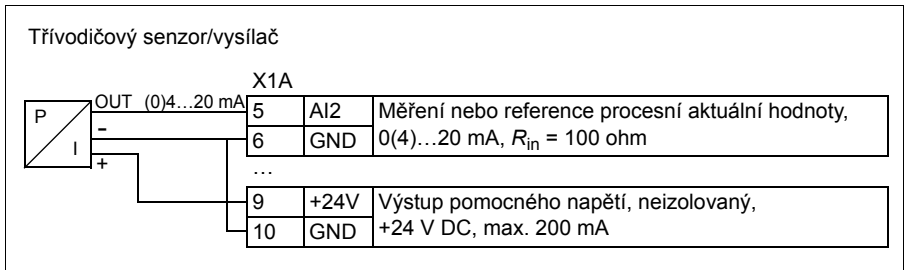 Třívodičový senzor/vysílač
X1A
P
I
OUT (0)4…20 mA
-
+
5 AI2 Měření nebo reference procesní aktuální hodnoty,
6 GND 0(4)…20 mA, Rin = 100 ohm
…
9 +24V Výstup pomocného napětí, neizolovaný,
10 GND +24 V DC, max. 200 mA